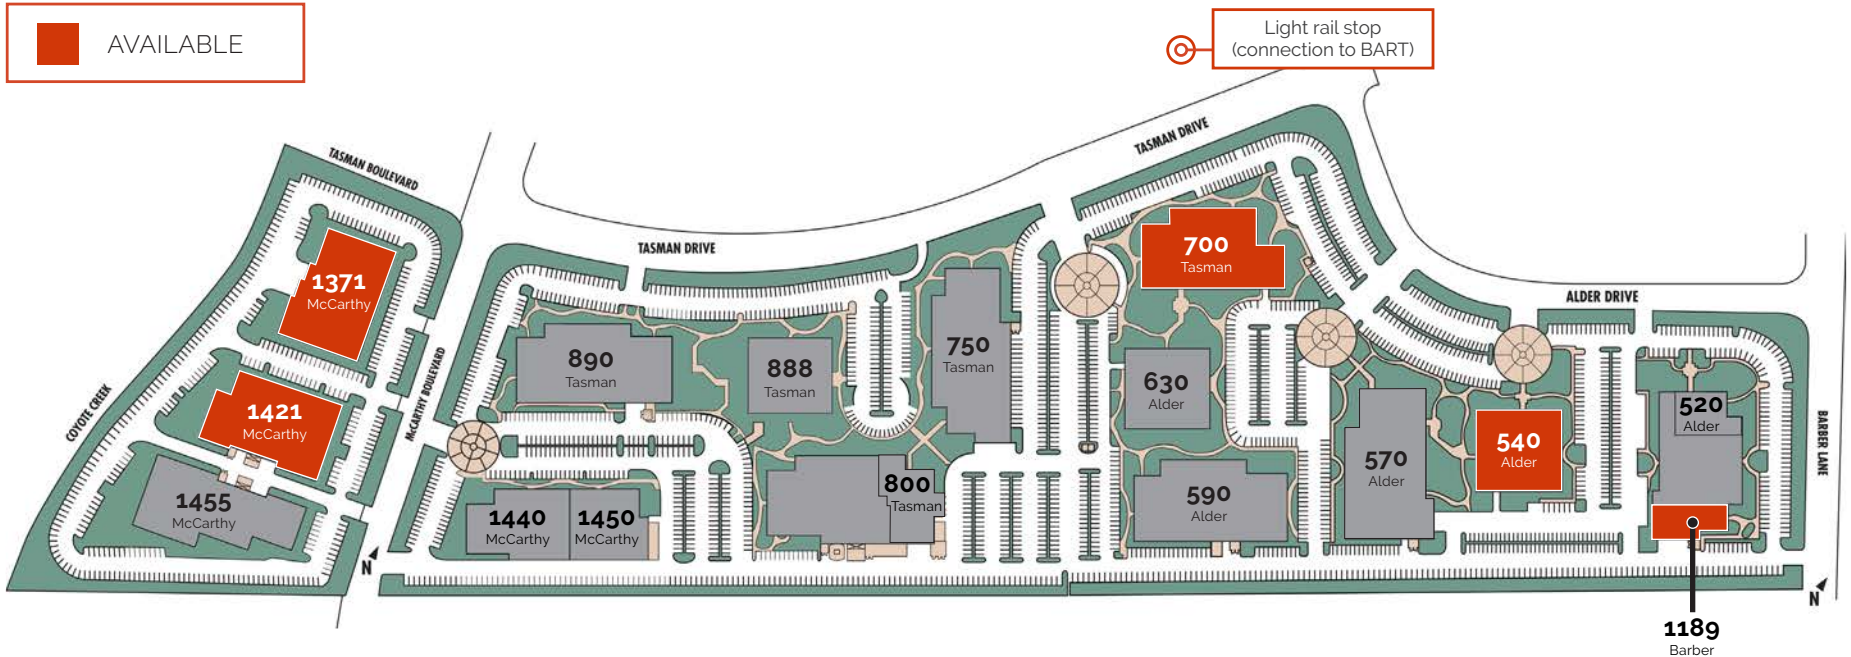 AVAILABLE
Light rail stop
(connection to BART)
TASMAN BOULEVARD
TASMAN DRIVE
TASMAN DRIVE
ALDER DRIVE
BARBER LANE
COYOTE CREEK
McCARTHY BOULEVARD
1371
McCarthy
1421
McCarthy
1455
McCarthy
890
Tasman
888
Tasman
750
Tasman
700
Tasman
630
Alder
590
Alder
570
Alder
540
Alder
520
Alder
1440
McCarthy
1450
McCarthy
800
Tasman
N
N
1189
Barber